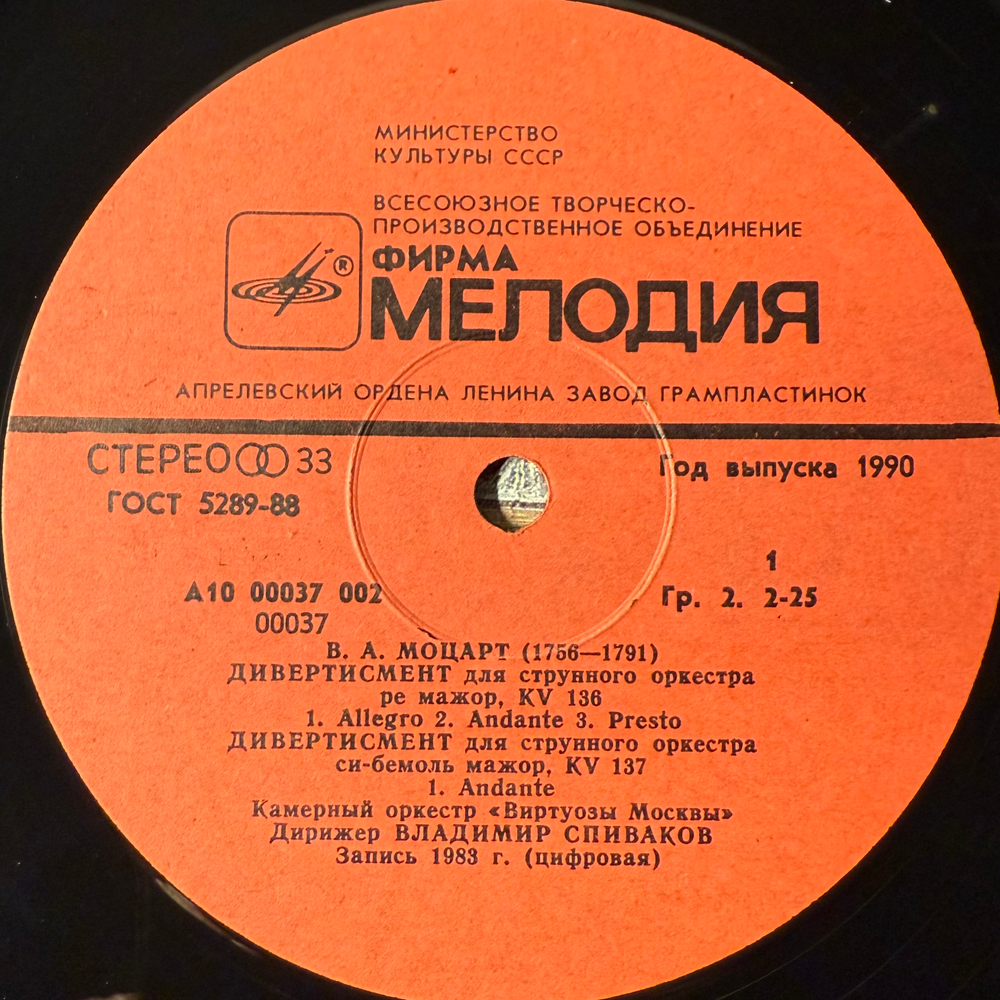 МИНИСТЕРСТВО
КУЛЬТУРЫ СССР
ВСЕСОЮЗНОЕ ТВОРЧЕСКО-
ПРОИЗВОДСТВЕННОЕ ОБЪЕДИНЕНИЕ
ФИРМА
®
МЕЛОДИЯ
АПРЕЛЕВСКИЙ ОРДЕНА ЛЕНИНА ЗАВОД ГРАМПЛАСТИНОК
СТЕРЕО 33
Год выпуска 1990
ГОСТ 5289-88
1
А10 00037 002
Гр. 2. 2-25
00037
В. А. МОЦАРТ (1756—1791)
ДИВЕРТИСМЕНТ для струнного оркестра
ре мажор, KV 136
1. Allegro 2. Andante 3. Presto
ДИВЕРТИСМЕНТ для струнного оркестра
си-бемоль мажор, KV 137
1. Andante
Камерный оркестр «Виртуозы Москвы»
Дирижер ВЛАДИМИР СПИВАКОВ
Запись 1983 г. (цифровая)